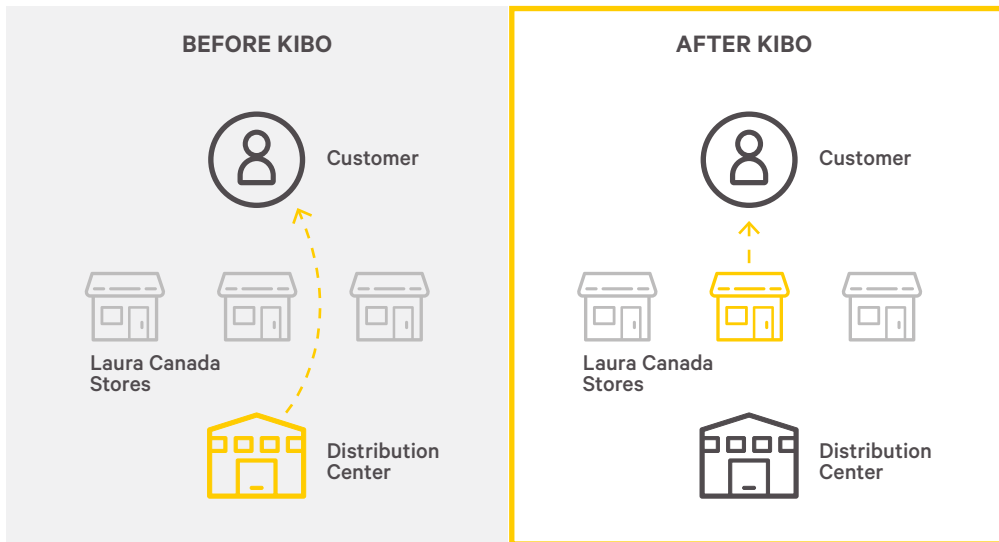 BEFORE KIBO
Customer
Laura Canada
Stores
Distribution
Center
AFTER KIBO
Customer
Laura Canada
Stores
Distribution
Center